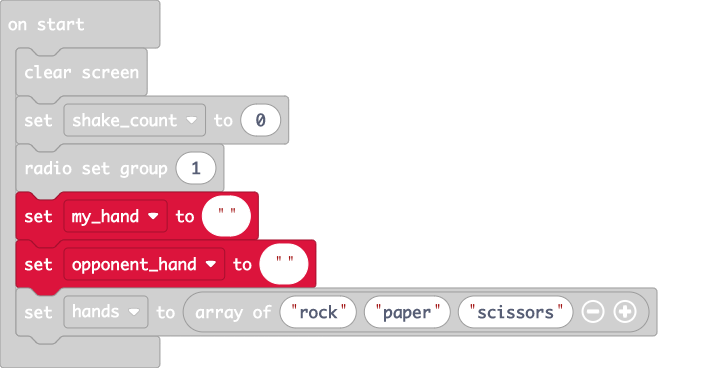 on start
clear screen
set shake_count to 0
radio set group 1
set my_hand to " "
set opponent_hand to " "
set hands to array of "rock" "paper" "scissors" − +